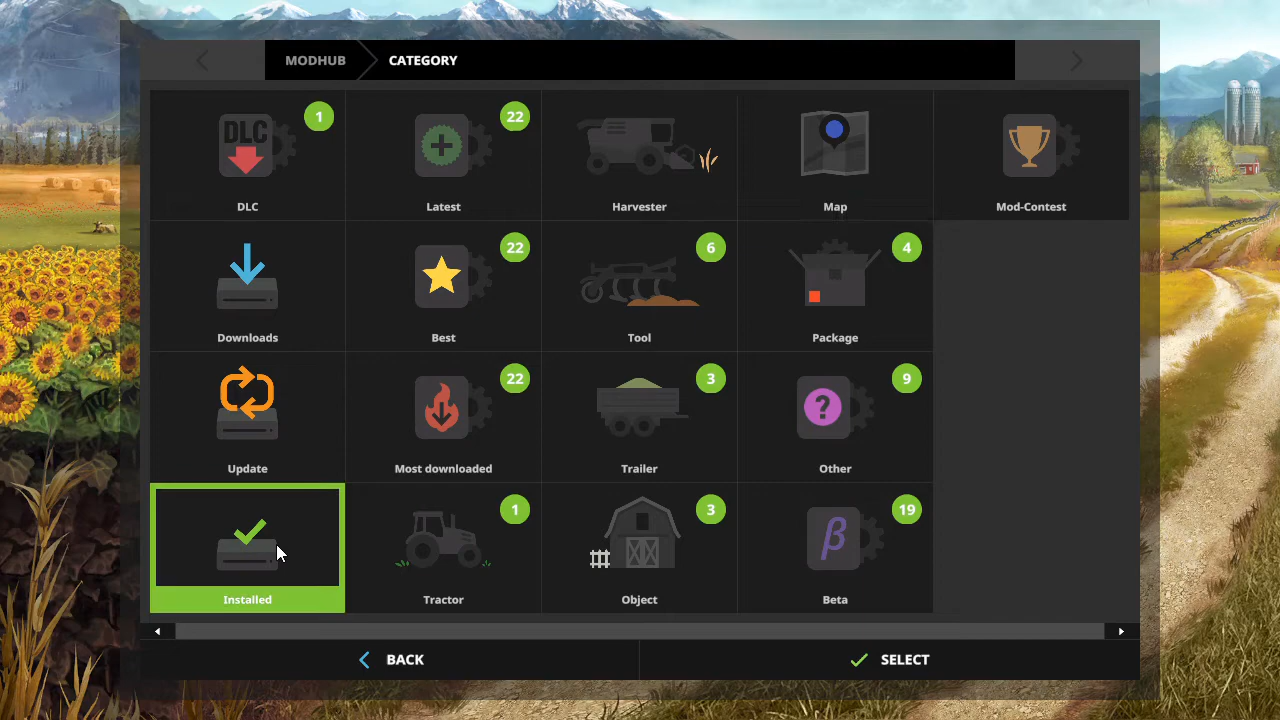 MODHUB
CATEGORY
DLC
1
22
DLC
Latest
Harvester
Map
Mod-Contest
22
6
4
Downloads
Best
Tool
Package
22
3
?
9
Update
Most downloaded
Trailer
Other
1
3
β
19
Installed
Tractor
Object
Beta
BACK
SELECT